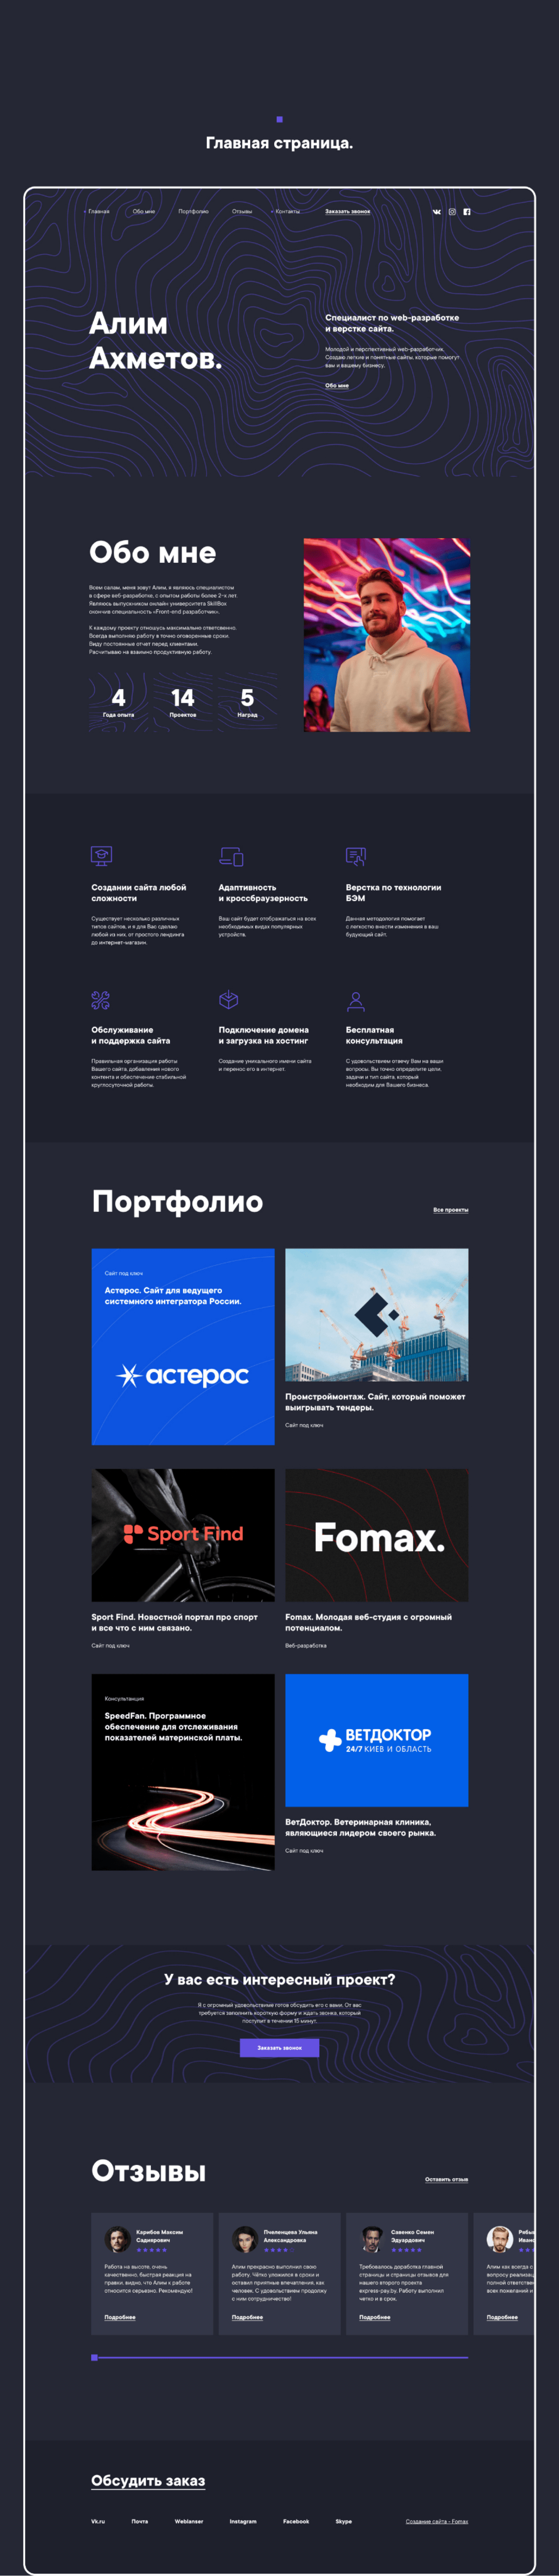 Главная страница.
Главная Обо мне Портфолио Отзывы Контакты Заказать звонок
Алим
Ахметов.
Специалист по web-разработке
и верстке сайта.
Молодой и перспективный web-разработчик.
Создаю легкие и понятные сайты, которые помогут
вам и вашему бизнесу.
Обо мне
Обо мне
Всем салам, меня зовут Алим, я являюсь специалистом
в сфере веб-разработке, с опытом работы более 3-х лет.
Являюсь выпускником онлайн университета SkillBox
окончив специальность «Front-end разработчик».
К каждому проекту отношусь максимально ответственно.
Всегда выполняю работу в точно оговоренные сроки.
Веду постоянные отчет перед клиентами.
Рассчитываю на взаимно продуктивную работу.
4 14 5
Года опыта Проектов Наград
Создании сайта любой
сложности
Существует несколько различных
типов сайтов, и я для Вас сделаю
любой из них, от простого лендинга
до интернет-магазин.
Адаптивность
и кроссбраузерность
Ваш сайт будет отображаться на всех
необходимых видах популярных
устройств.
Верстка по технологии
БЭМ
Данная методология помогает
с легкостью внести изменения в ваш
будующий сайт.
Обслуживание
и поддержка сайта
Правильная организация работы
Вашего сайта, добавления нового
контента и обеспечение стабильной
круглосуточной работы.
Подключение домена
и загрузка на хостинг
Создание уникального имени сайта
и перенос его в интернет.
Бесплатная
консультация
С удовольствием отвечу Вам на ваши
вопросы. Вы точно определите цели,
задачи и тип сайта, который
необходим для Вашего бизнеса.
Портфолио
Все проекты
Сайт под ключ
Астерос. Сайт для ведущего
системного интегратора России.
астерос
Промстроймонтаж. Сайт, который поможет
выигрывать тендеры.
Сайт под ключ
Sport Find
Sport Find. Новостной портал про спорт
и все что с ним связано.
Сайт под ключ
Fomax.
Fomax. Молодая веб-студия с огромный
потенциалом.
Веб-разработка
Консультация
SpeedFan. Программное
обеспечение для отслеживания
показателей материнской платы.
ВЕТДОКТОР
24/7 КИЕВ И ОБЛАСТЬ
ВетДоктор. Ветеринарная клиника,
являющиеся лидером своего рынка.
Сайт под ключ
У вас есть интересный проект?
Я с огромный удовольствие готов обсудить его с вами. От вас
требуется заполнить короткую форму и ждать звонка, который
поступит в течении 15 минут.
Заказать звонок
Отзывы
Оставить отзыв
Карибов Максим
Садиярович
Работа на высоте, очень
качественно, быстрая реакция на
правки, видно, что Алим к работе
относится серьезно. Рекомендую!
Подробнее
Пчеленцева Ульяна
Александровна
Алим прекрасно выполнил свою
работу. Чётко уложился в сроки и
оставил приятные впечатления, как
человек. С удовольствием продолжу
с ним сотрудничество!
Подробнее
Савенко Семен
Эдуардович
Требовалось доработка главной
страницы и страницы отзывов для
нашего второго проекта
express-pay.by. Работу выполнил
четко и в срок.
Подробнее
Алим как всегда с
вопросу реализац
полной ответствен
всех пожеланий и
Подробнее
Обсудить заказ
Vk.ru Почта Weblanser Instagram Facebook Skype Создание сайта - Fomax